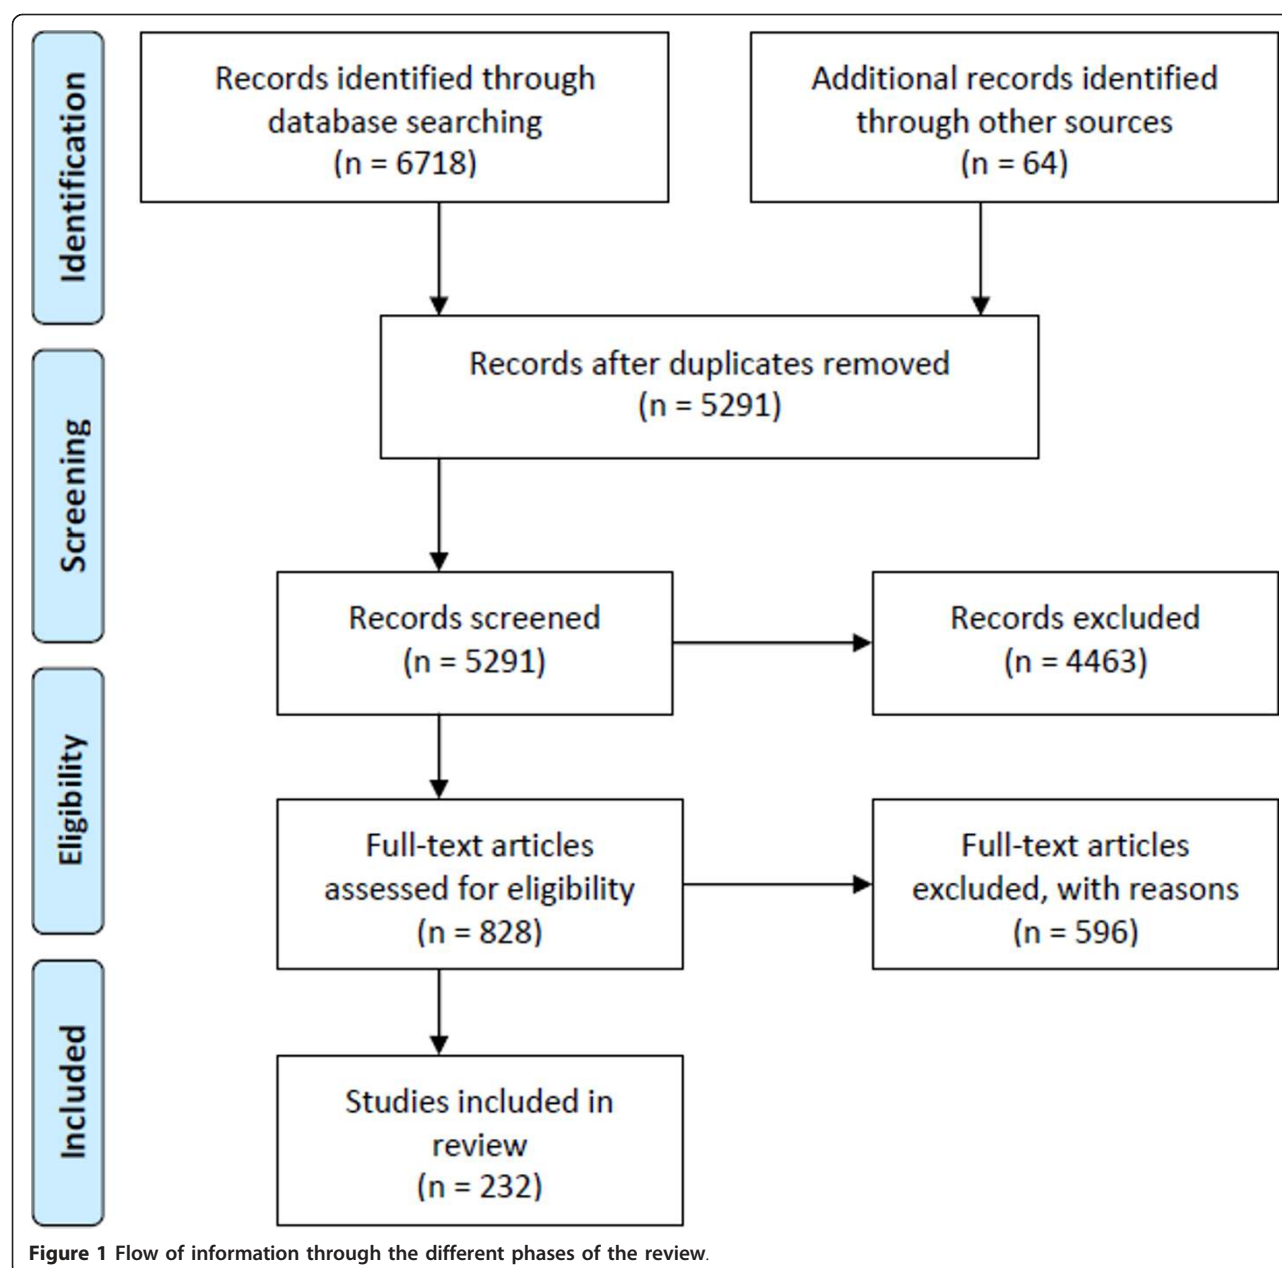 Identification
Records identified through
database searching
(n = 6718)
Additional records identified
through other sources
(n = 64)
Records after duplicates removed
(n = 5291)
Screening
Records screened
(n = 5291)
Records excluded
(n = 4463)
Eligibility
Full-text articles
assessed for eligibility
(n = 828)
Full-text articles
excluded, with reasons
(n = 596)
Included
Studies included in
review
(n = 232)
Figure 1 Flow of information through the different phases of the review.